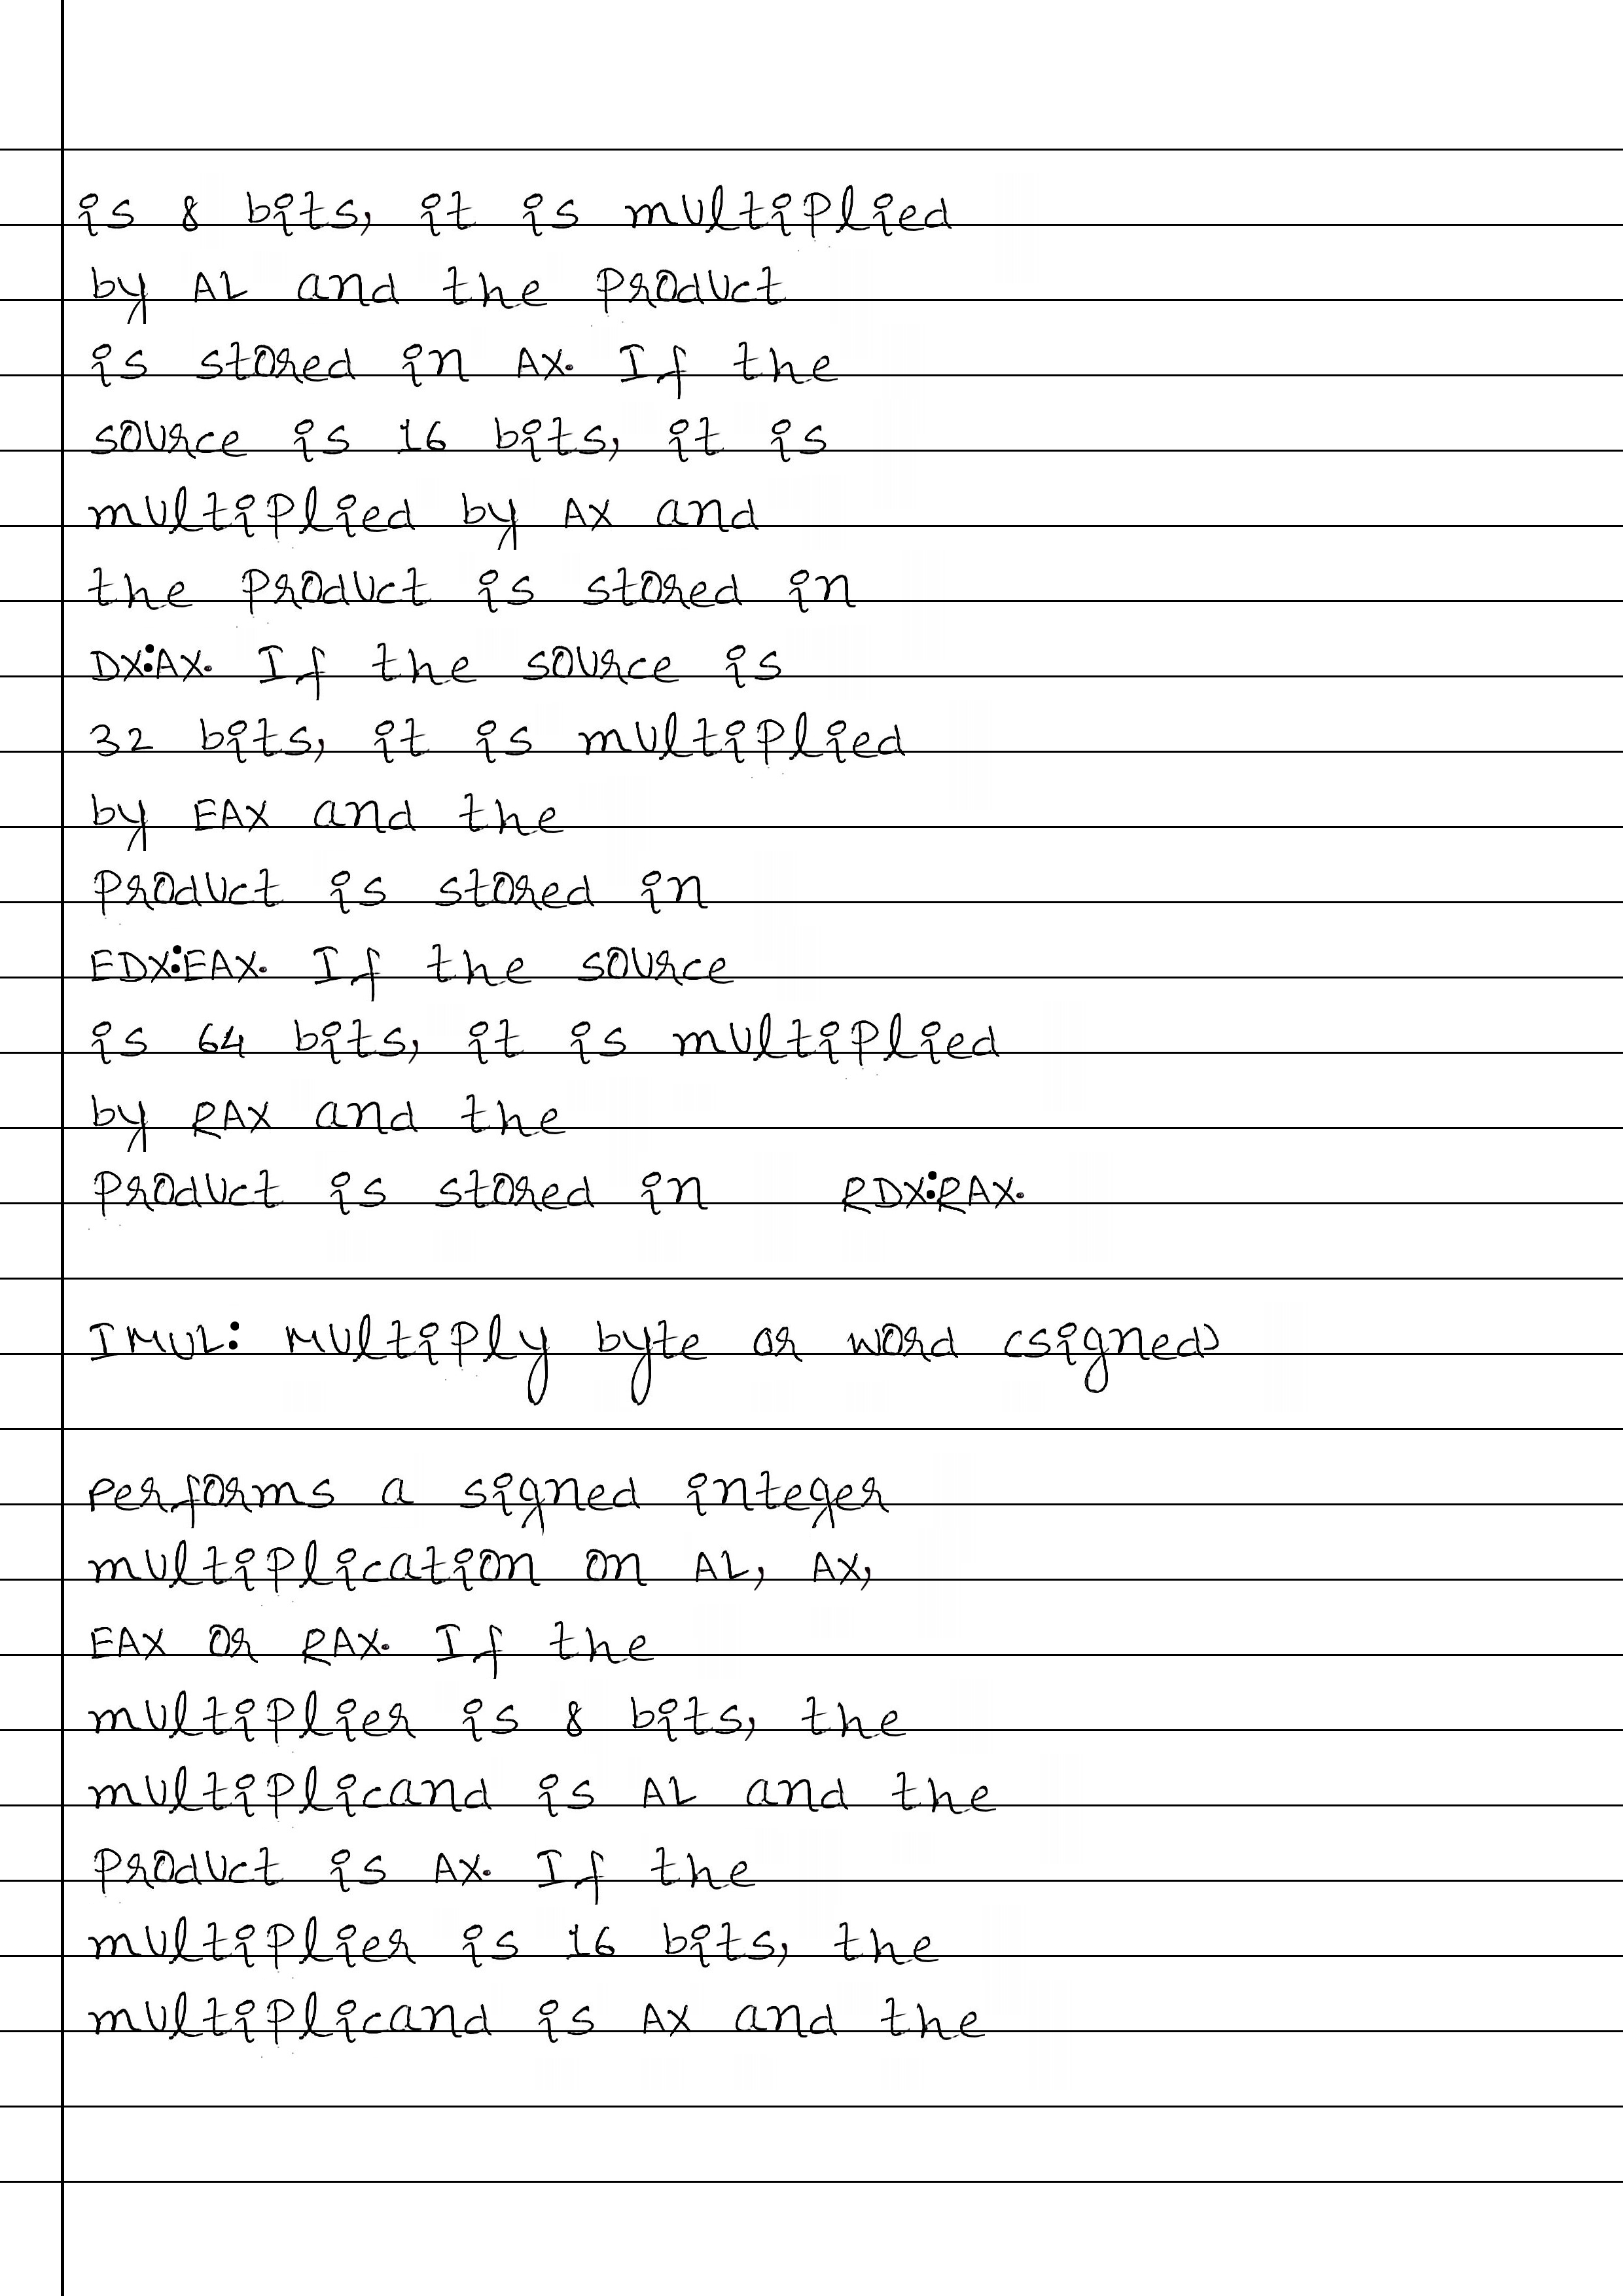 is 8 bits, it is multiplied
by AL and the product
is stored in AX. If the
source is 16 bits, it is
multiplied by AX and
the product is stored in
DX:AX. If the source is
32 bits, it is multiplied
by EAX and the
product is stored in
EDX:EAX. If the source
is 64 bits, it is multiplied
by RAX and the
product is stored in RDX:RAX.
IMUL: Multiply byte or word (signed)
Performs a signed integer
multiplication on AL, AX,
EAX or RAX. If the
multiplier is 8 bits, the
multiplicand is AL and the
product is AX. If the
multiplier is 16 bits, the
multiplicand is AX and the